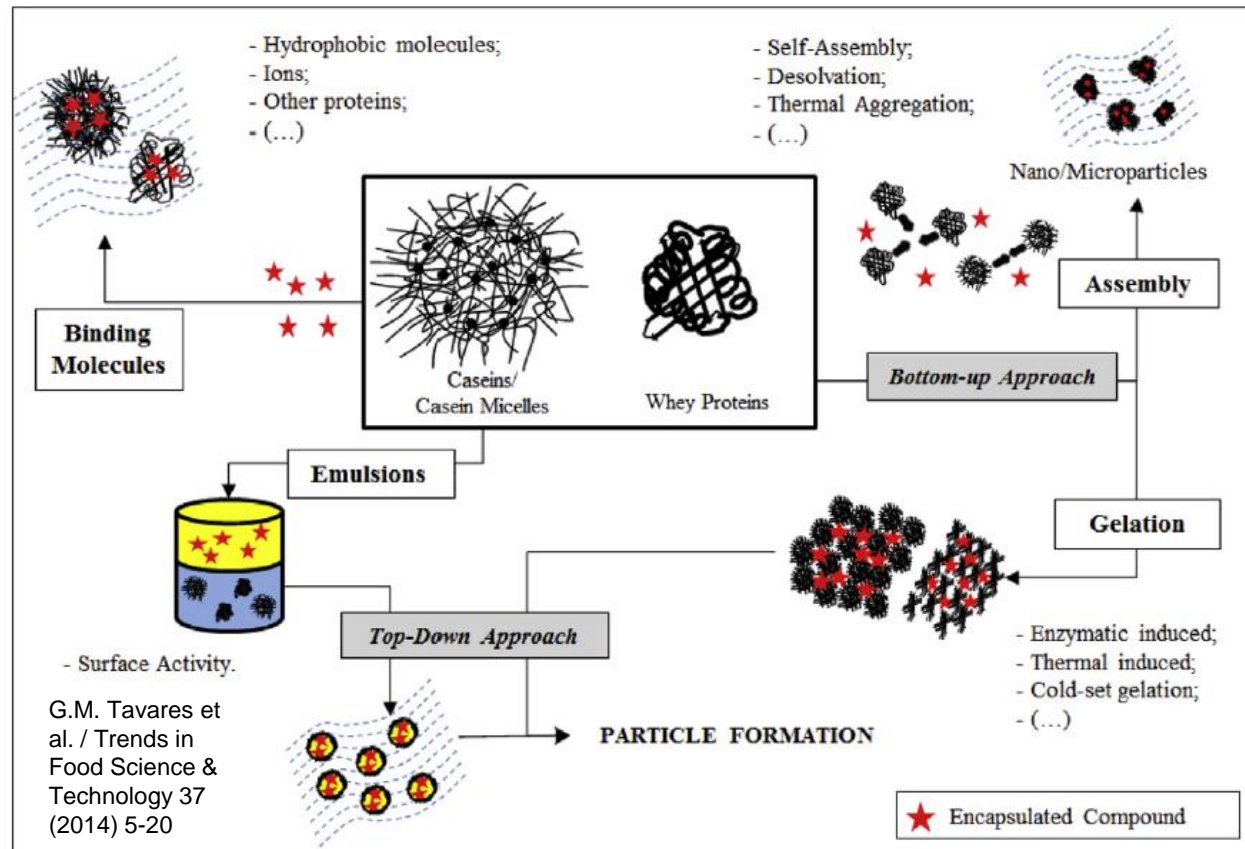 - Hydrophobic molecules;
- Ions;
- Other proteins;
- (...)
- Self-Assembly;
- Desolvation;
- Thermal Aggregation;
- (...)
Nano/Microparticles
Assembly
Binding
Molecules
Caseins/
Casein Micelles
Whey Proteins
Bottom-up Approach
Emulsions
Gelation
Top-Down Approach
- Surface Activity.
- Enzymatic induced;
- Thermal induced;
- Cold-set gelation;
- (...)
G.M. Tavares et
al. / Trends in
Food Science &
Technology 37
(2014) 5-20
PARTICLE FORMATION
Encapsulated Compound